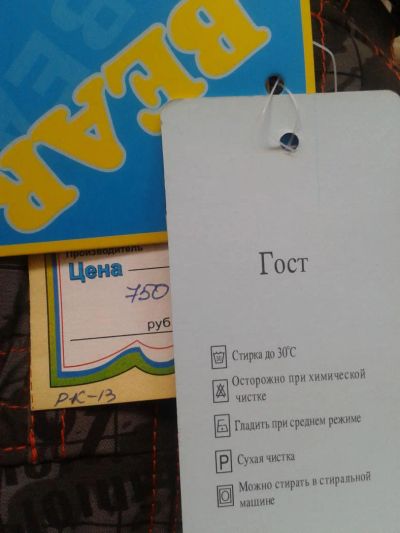 BEAR
Производитель
Цена
750
руб
РК-13
Гост
Стирка до 30°С
Осторожно при химической
чистке
Гладить при среднем режиме
P
Сухая чистка
Можно стирать в стиральной
машине